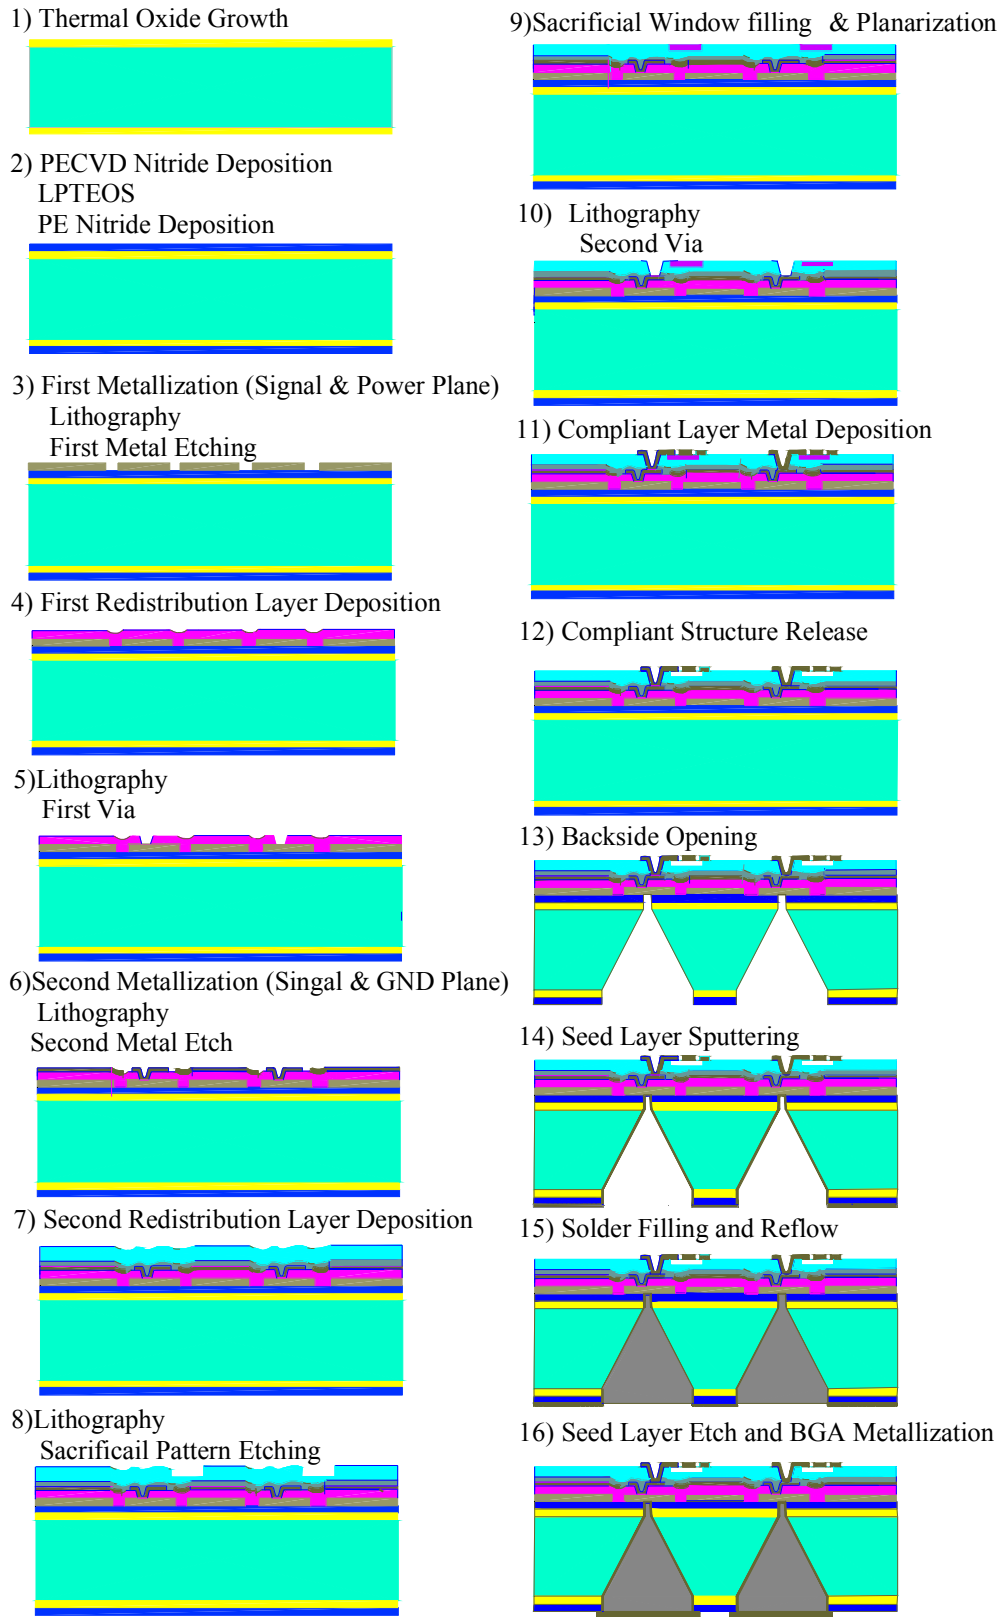 1) Thermal Oxide Growth
2) PECVD Nitride Deposition
LPTEOS
PE Nitride Deposition
3) First Metallization (Signal & Power Plane)
Lithography
First Metal Etching
4) First Redistribution Layer Deposition
5)Lithography
First Via
6)Second Metallization (Singal & GND Plane)
Lithography
Second Metal Etch
7) Second Redistribution Layer Deposition
8)Lithography
Sacrificail Pattern Etching
9)Sacrificial Window filling & Planarization
10) Lithography
Second Via
11) Compliant Layer Metal Deposition
12) Compliant Structure Release
13) Backside Opening
14) Seed Layer Sputtering
15) Solder Filling and Reflow
16) Seed Layer Etch and BGA Metallization